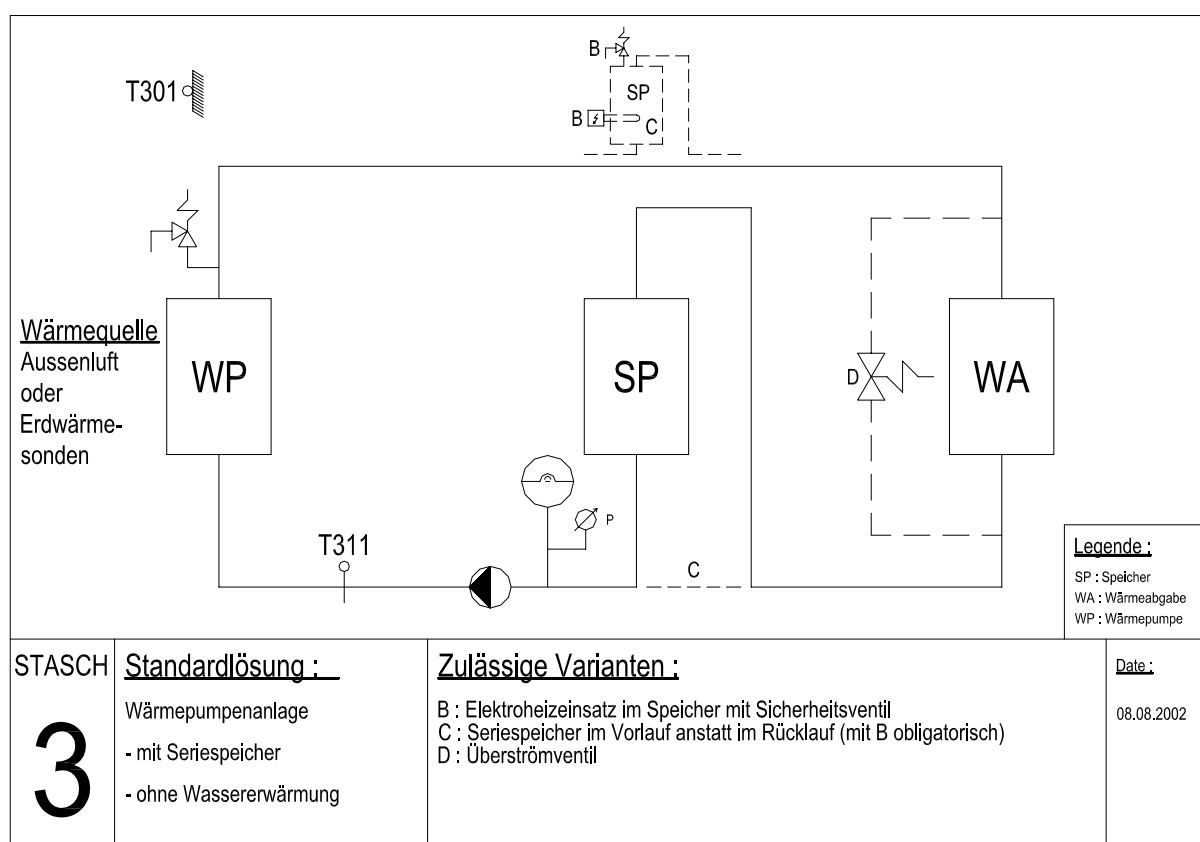 B
T301
SP
B
C
Wärmequelle
Aussenluft
oder
Erdwärme-
sonden
WP
SP
D
WA
P
T311
C
Legende :
SP : Speicher
WA : Wärmeabgabe
WP : Wärmepumpe
STASCH
3
Standardlösung :
Wärmepumpenanlage
- mit Seriespeicher
- ohne Wassererwärmung
Zulässige Varianten :
B : Elektroheizeinsatz im Speicher mit Sicherheitsventil
C : Seriespeicher im Vorlauf anstatt im Rücklauf (mit B obligatorisch)
D : Überströmventil
Date :
08.08.2002